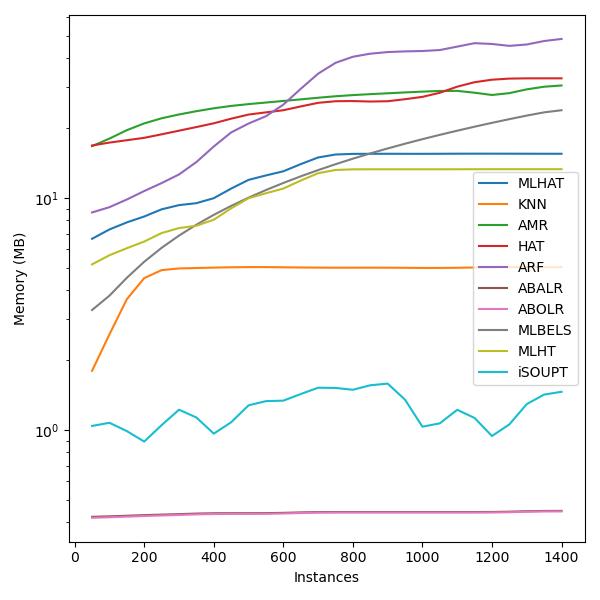 Memory (MB)
10¹
10⁰
MLHAT
KNN
AMR
HAT
ARF
ABALR
ABOLR
MLBELS
MLHT
iSOUPT
0 200 400 600 800 1000 1200 1400
Instances